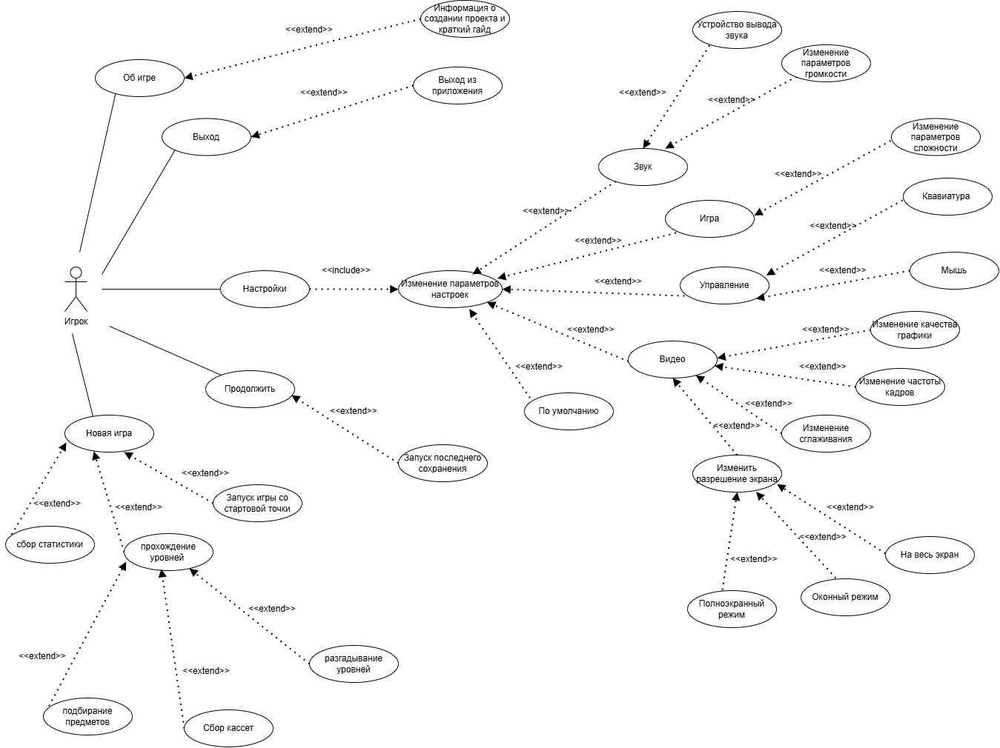 Информация о
создании проекта и
краткий гайд
<<extend>>
Об игре
Выход из
приложения
<<extend>>
Выход
Устройство вывода
звука
Изменение
параметров
громкости
<<extend>>
<<extend>>
Звук
Изменение
параметров
сложности
<<extend>>
<<extend>>
Игра
Квавиатура
<<extend>>
<<extend>>
Игрок
Настройки
<<include>>
Изменение параметров
настроек
<<extend>>
Управление
<<extend>>
Мышь
<<extend>>
Видео
<<extend>>
Изменение качества
графики
<<extend>>
Изменение частоты
кадров
<<extend>>
По умолчанию
<<extend>>
Изменение
сглаживания
<<extend>>
Изменить
разрешение экрана
Продолжить
<<extend>>
Запуск последнего
сохранения
Новая игра
<<extend>>
Запуск игры со
стартовой точки
<<extend>>
<<extend>>
сбор статистики
прохождение
уровней
<<extend>>
<<extend>>
<<extend>>
На весь экран
Оконный режим
Полноэкранный
режим
<<extend>>
<<extend>>
<<extend>>
разгадывание
уровней
подбирание
предметов
Сбор кассет